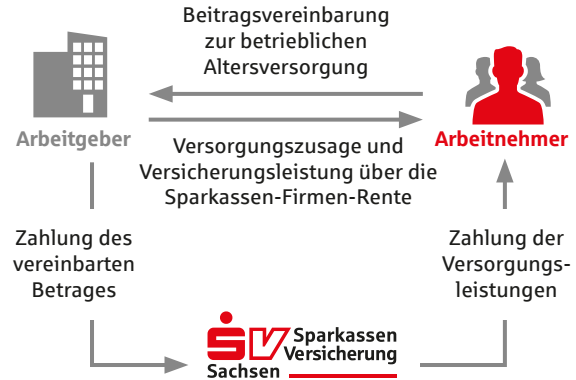 Beitragsvereinbarung
zur betrieblichen
Altersversorgung
Arbeitgeber
Arbeitnehmer
Versorgungszusage und
Versicherungsleistung über die
Sparkassen-Firmen-Rente
Zahlung des
vereinbarten
Betrages
Zahlung der
Versorgungs-
leistungen
SV Sparkassen
Versicherung
Sachsen